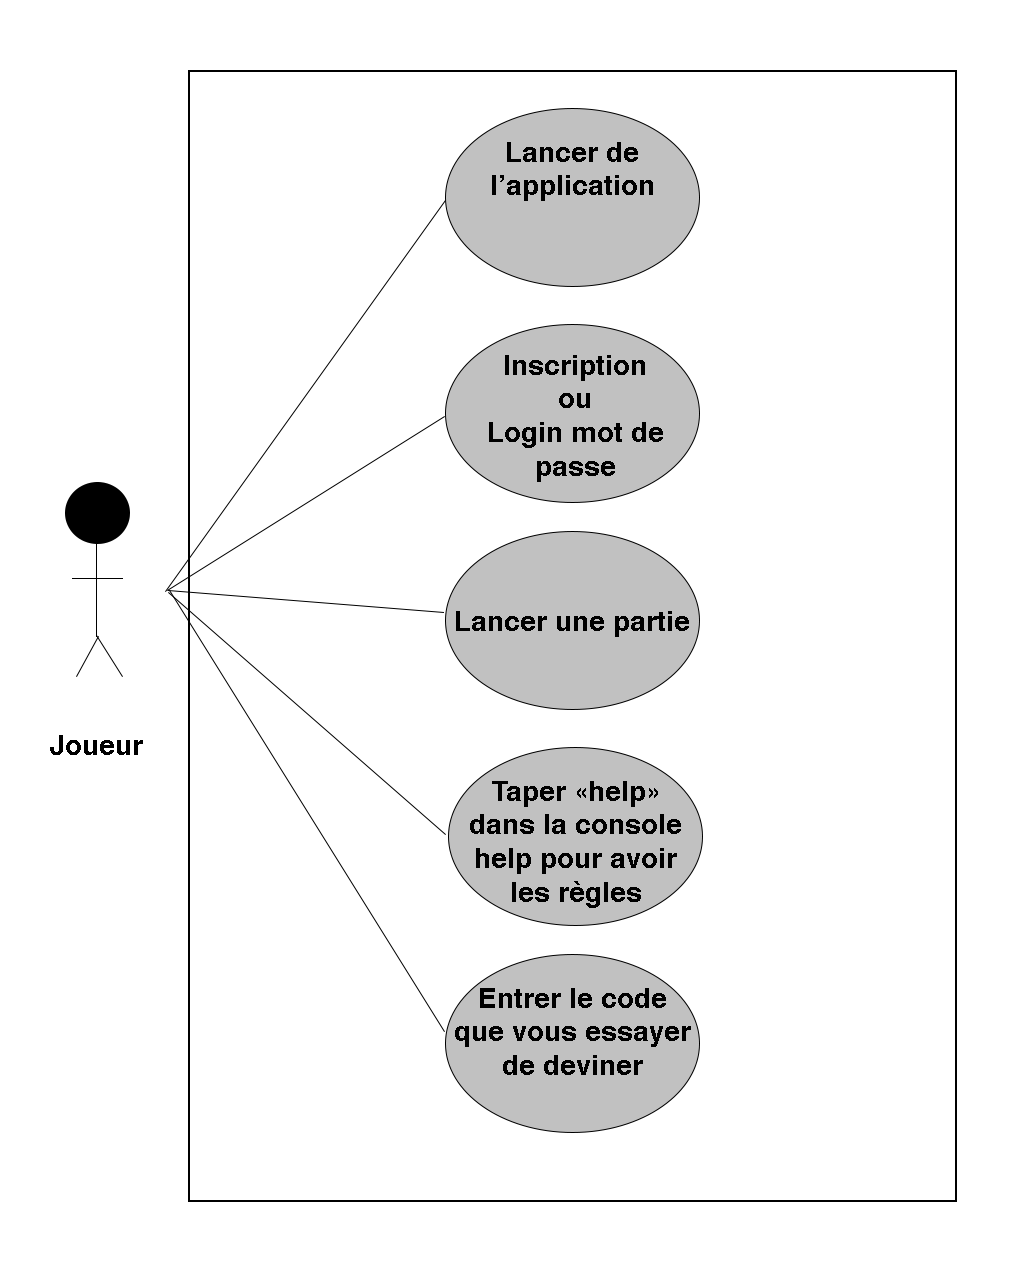 Lancer de
l'application
Inscription
ou
Login mot de
passe
Lancer une partie
Joueur
Taper «help»
dans la console
help pour avoir
les règles
Entrer le code
que vous essayer
de deviner